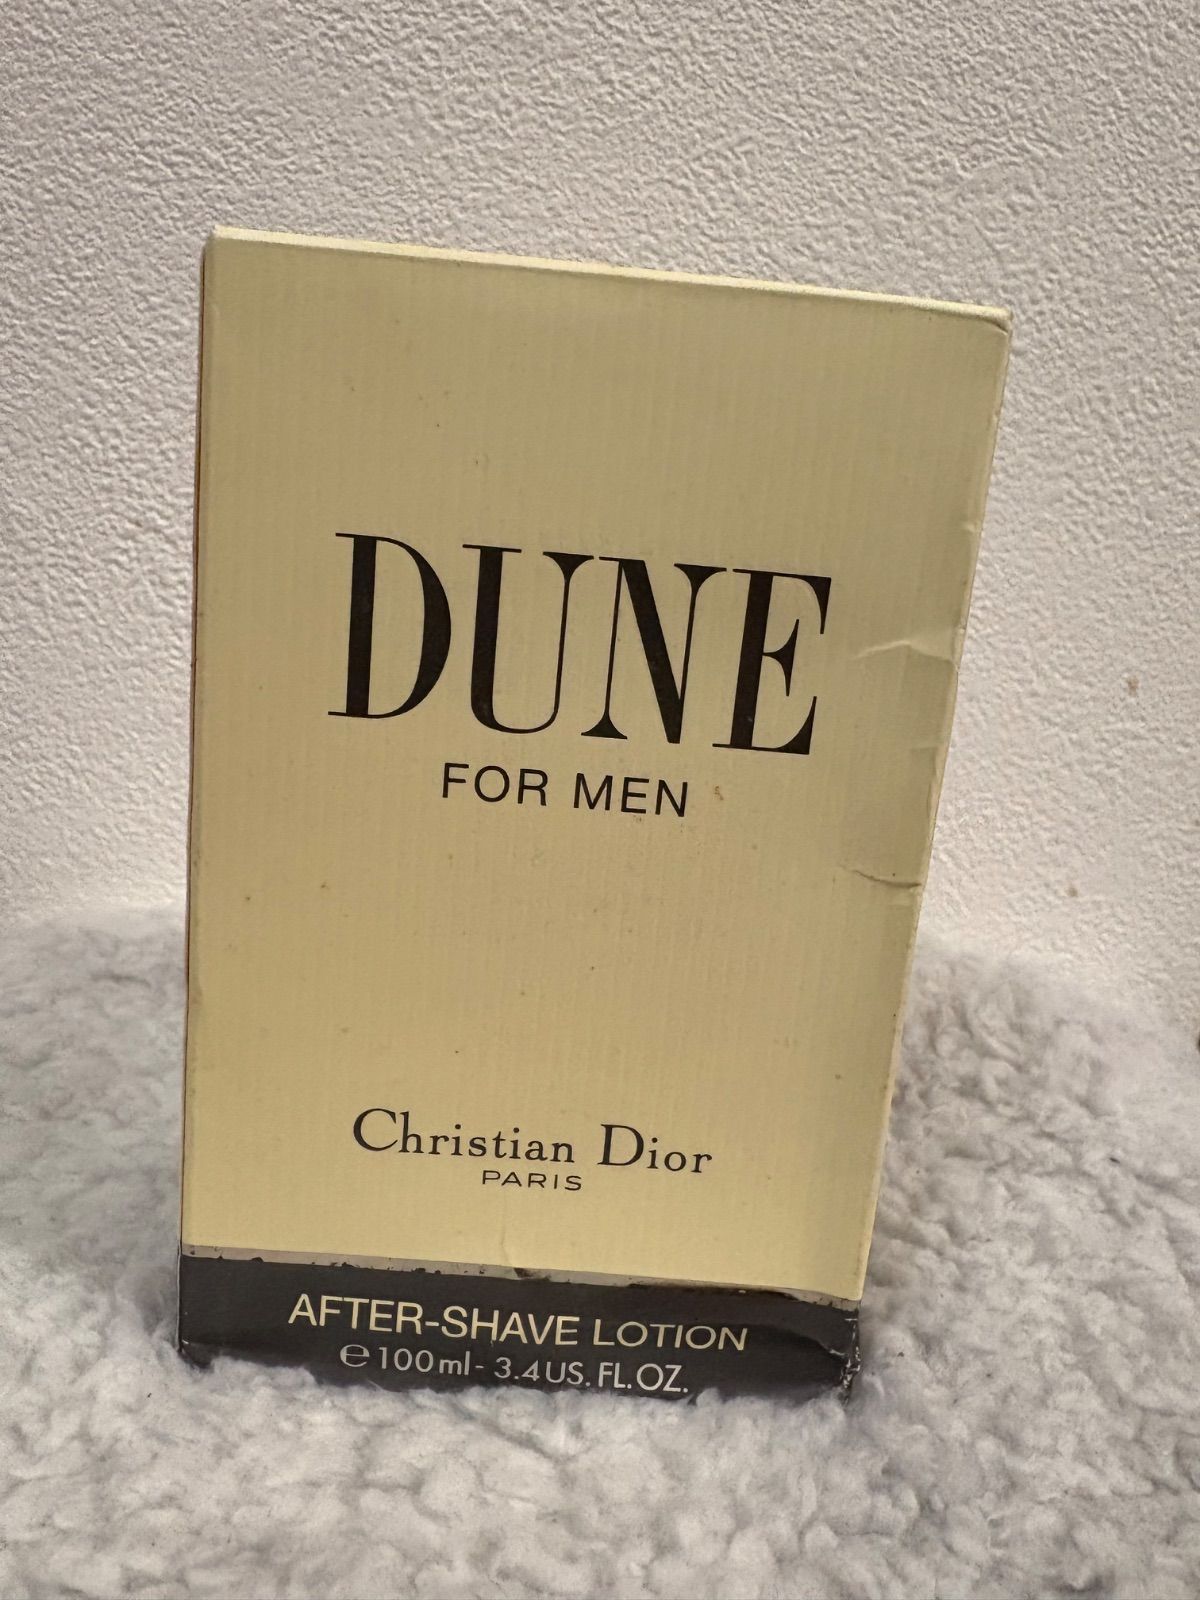 DUNE
FOR MEN
Christian Dior
PARIS
AFTER-SHAVE LOTION
℮100ml - 3.4US. FL. OZ.